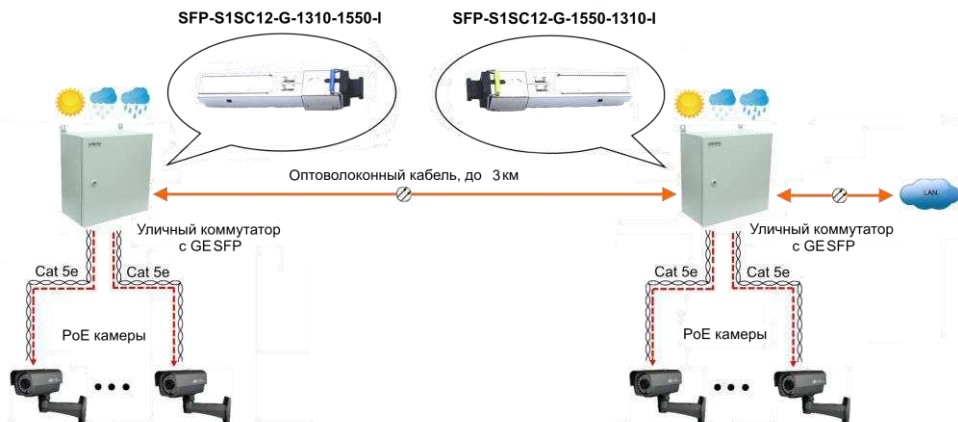 SFP-S1SC12-G-1310-1550-I
SFP-S1SC12-G-1550-1310-I
Оптоволоконный кабель, до 3 км
LAN
Уличный коммутатор
с GE SFP
Уличный коммутатор
с GE SFP
Cat 5e
Cat 5e
Cat 5e
Cat 5e
PoE камеры
PoE камеры